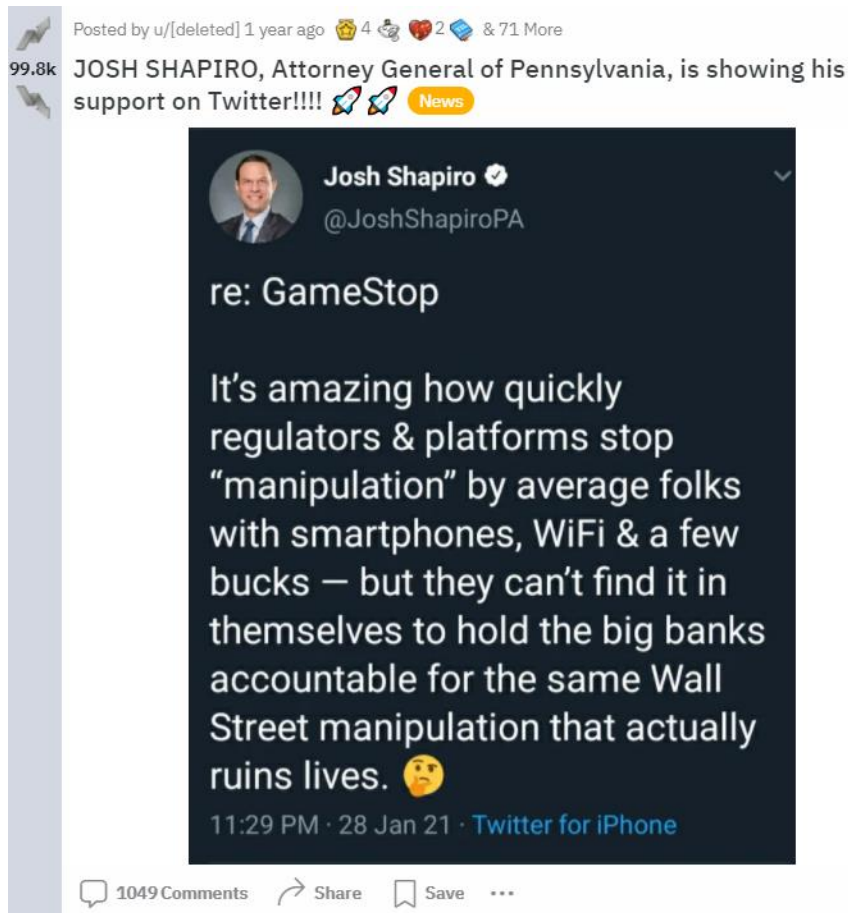 Posted by u/[deleted] 1 year ago 4 2 & 71 More
99.8k
JOSH SHAPIRO, Attorney General of Pennsylvania, is showing his
support on Twitter!!!! 🚀 🚀 News
Josh Shapiro
@JoshShapiroPA
re: GameStop
It’s amazing how quickly
regulators & platforms stop
“manipulation” by average folks
with smartphones, WiFi & a few
bucks — but they can’t find it in
themselves to hold the big banks
accountable for the same Wall
Street manipulation that actually
ruins lives. 🤔
11:29 PM · 28 Jan 21 · Twitter for iPhone
1049 Comments Share Save ...